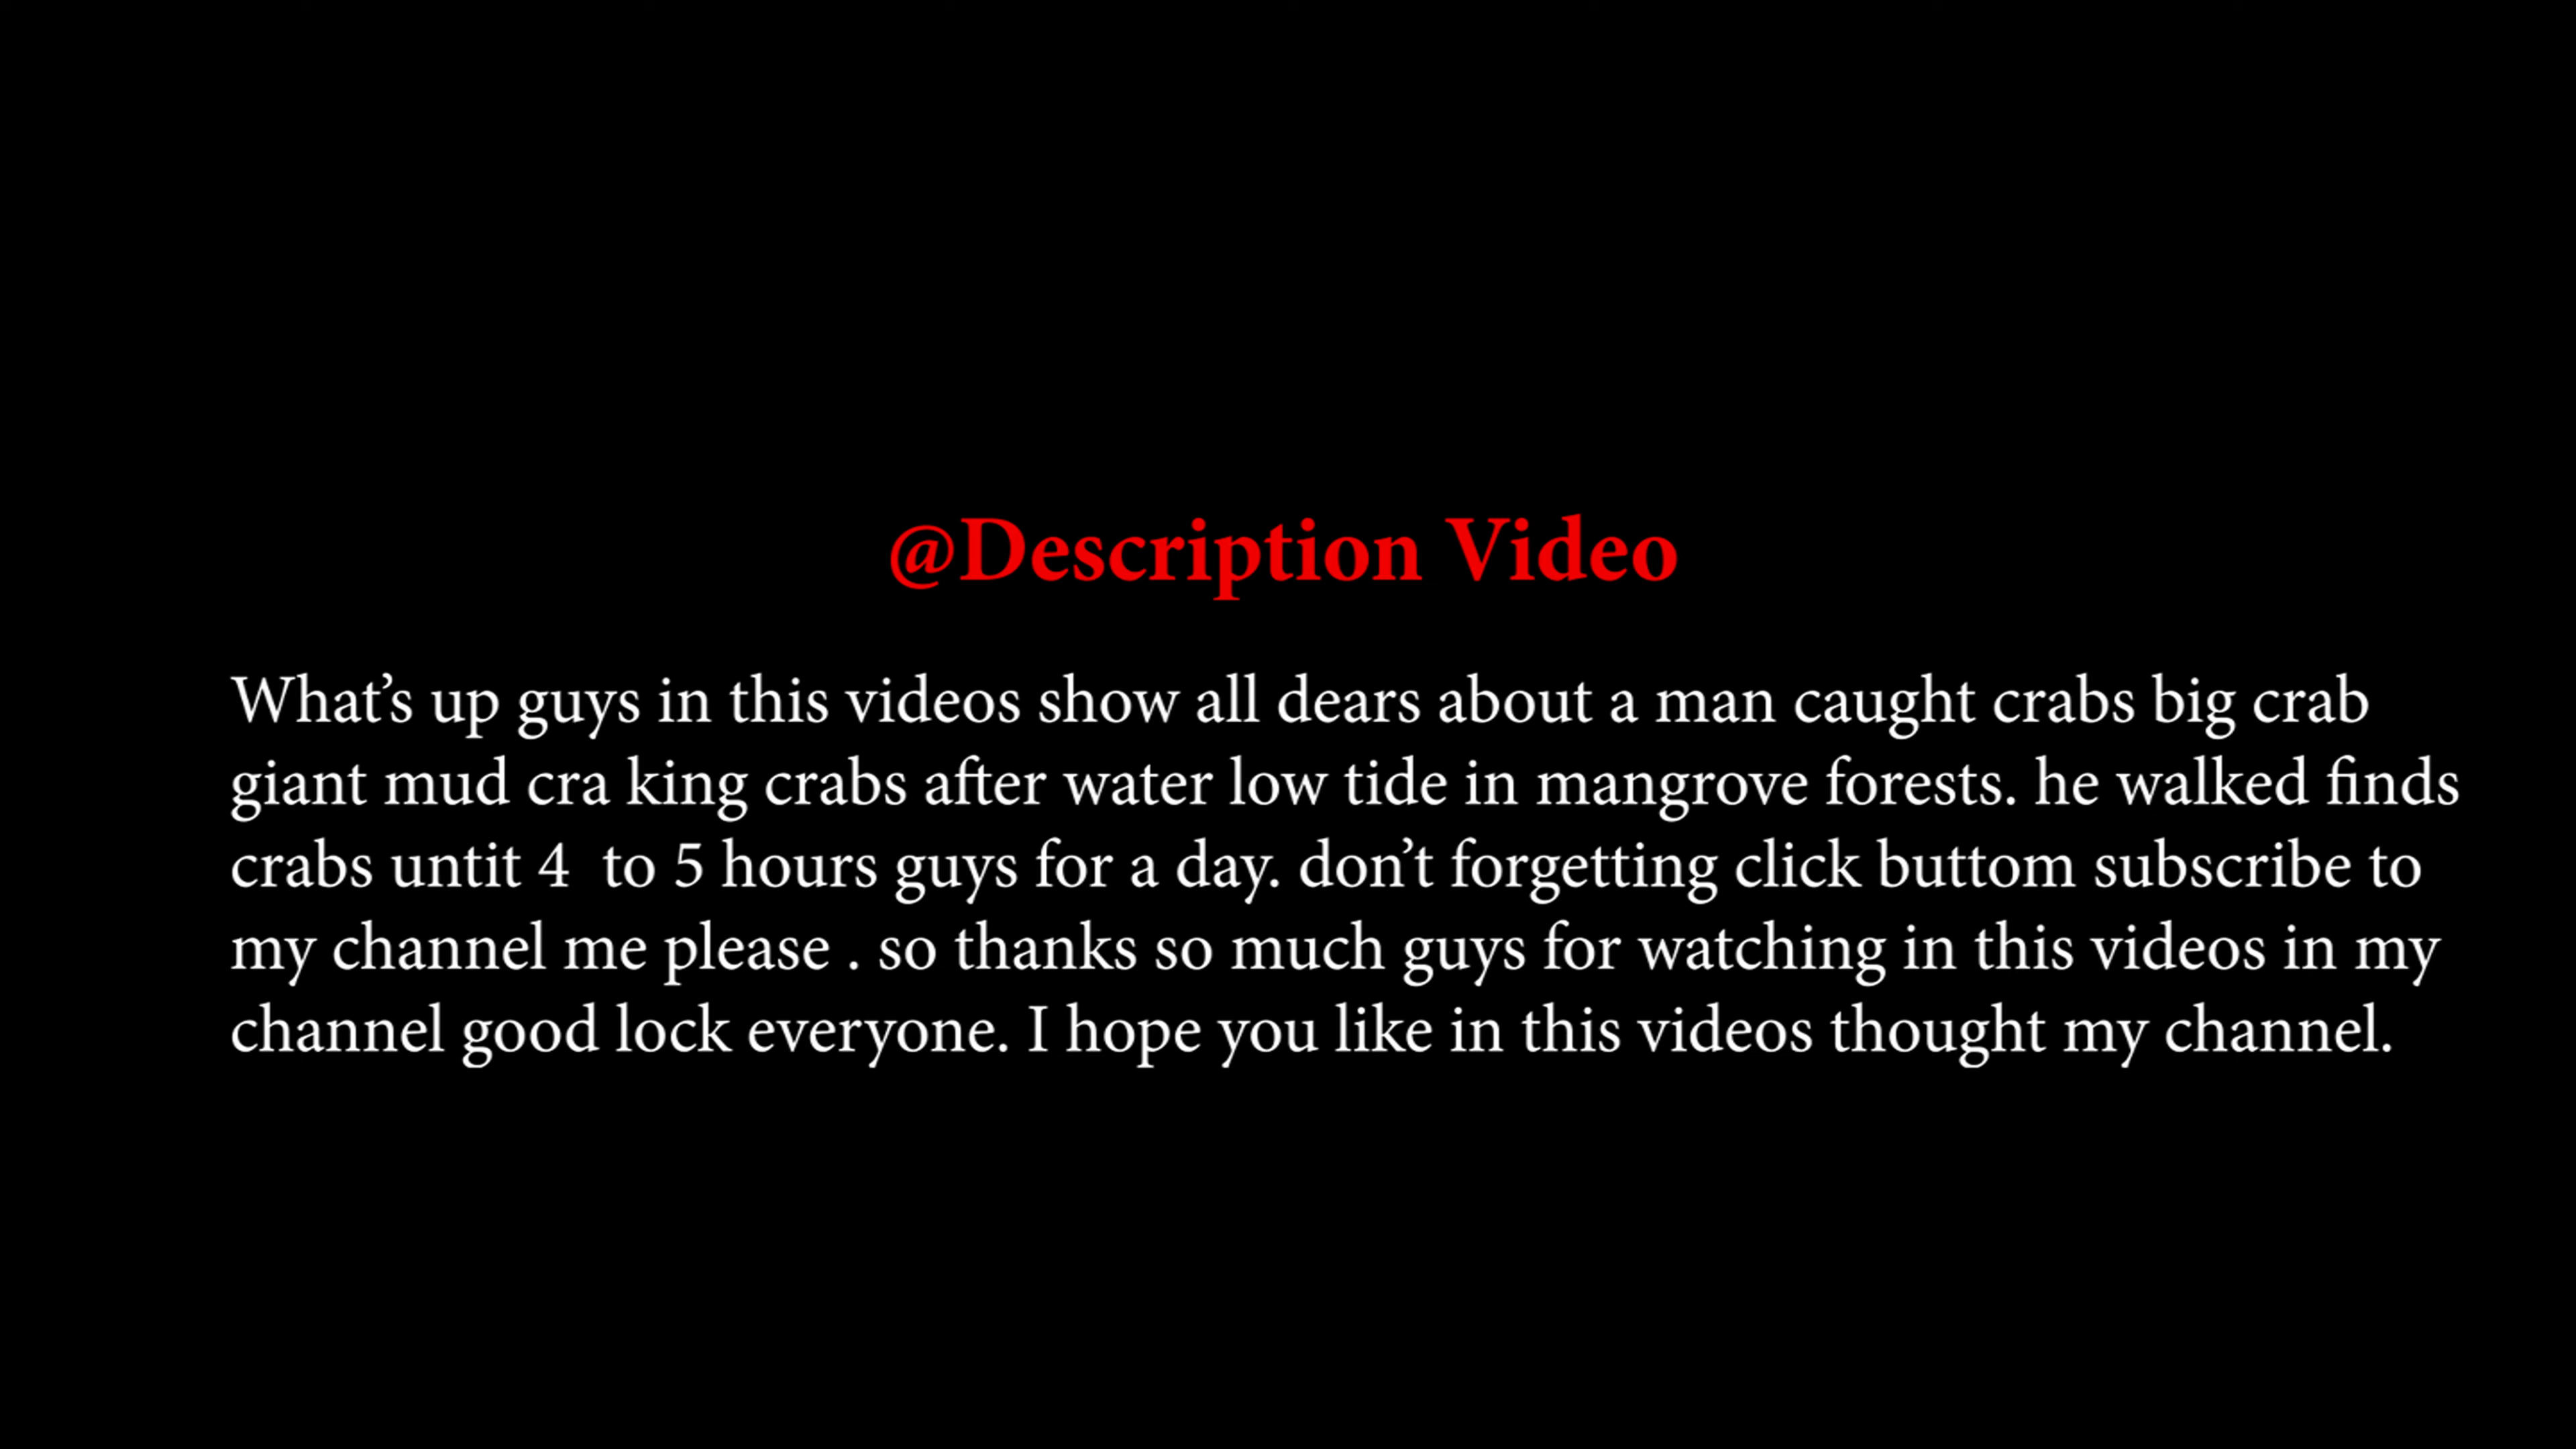 @Description Video
What’s up guys in this videos show all dears about a man caught crabs big crab
giant mud cra king crabs after water low tide in mangrove forests. he walked finds
crabs untit 4  to 5 hours guys for a day. don’t forgetting click buttom subscribe to
my channel me please . so thanks so much guys for watching in this videos in my
channel good lock everyone. I hope you like in this videos thought my channel.